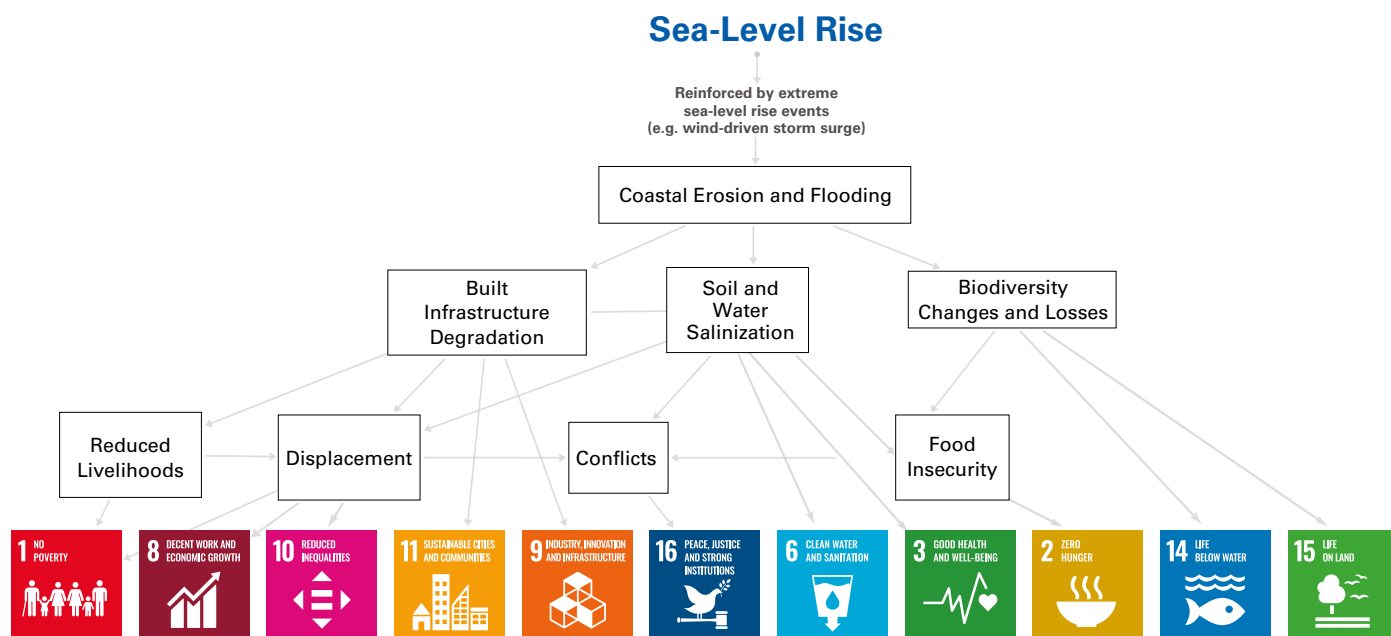 Sea-Level Rise
Reinforced by extreme
sea-level rise events
(e.g. wind-driven storm surge)
Coastal Erosion and Flooding
Built
Infrastructure
Degradation
Soil and
Water
Salinization
Biodiversity
Changes and Losses
Reduced
Livelihoods
Displacement
Conflicts
Food
Insecurity
1 NO
POVERTY
8 DECENT WORK AND
ECONOMIC GROWTH
10 REDUCED
INEQUALITIES
11 SUSTAINABLE CITIES
AND COMMUNITIES
9 INDUSTRY, INNOVATION
AND INFRASTRUCTURE
16 PEACE, JUSTICE
AND STRONG
INSTITUTIONS
6 CLEAN WATER
AND SANITATION
3 GOOD HEALTH
AND WELL-BEING
2 ZERO
HUNGER
14 LIFE
BELOW WATER
15 LIFE
ON LAND